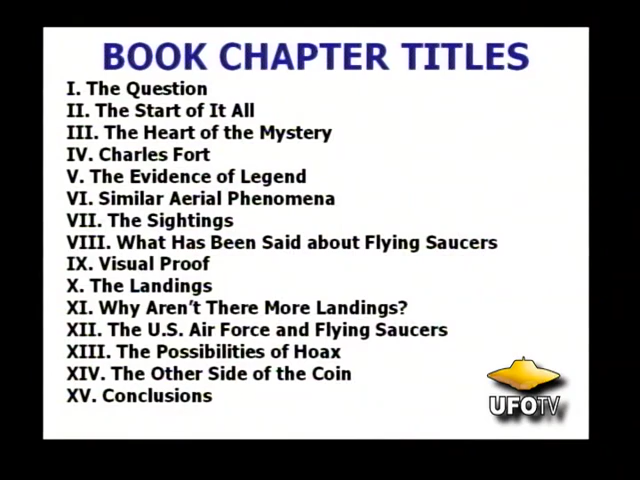 BOOK CHAPTER TITLES
I. The Question
II. The Start of It All
III. The Heart of the Mystery
IV. Charles Fort
V. The Evidence of Legend
VI. Similar Aerial Phenomena
VII. The Sightings
VIII. What Has Been Said about Flying Saucers
IX. Visual Proof
X. The Landings
XI. Why Aren't There More Landings?
XII. The U.S. Air Force and Flying Saucers
XIII. The Possibilities of Hoax
XIV. The Other Side of the Coin
XV. Conclusions
UFOTV